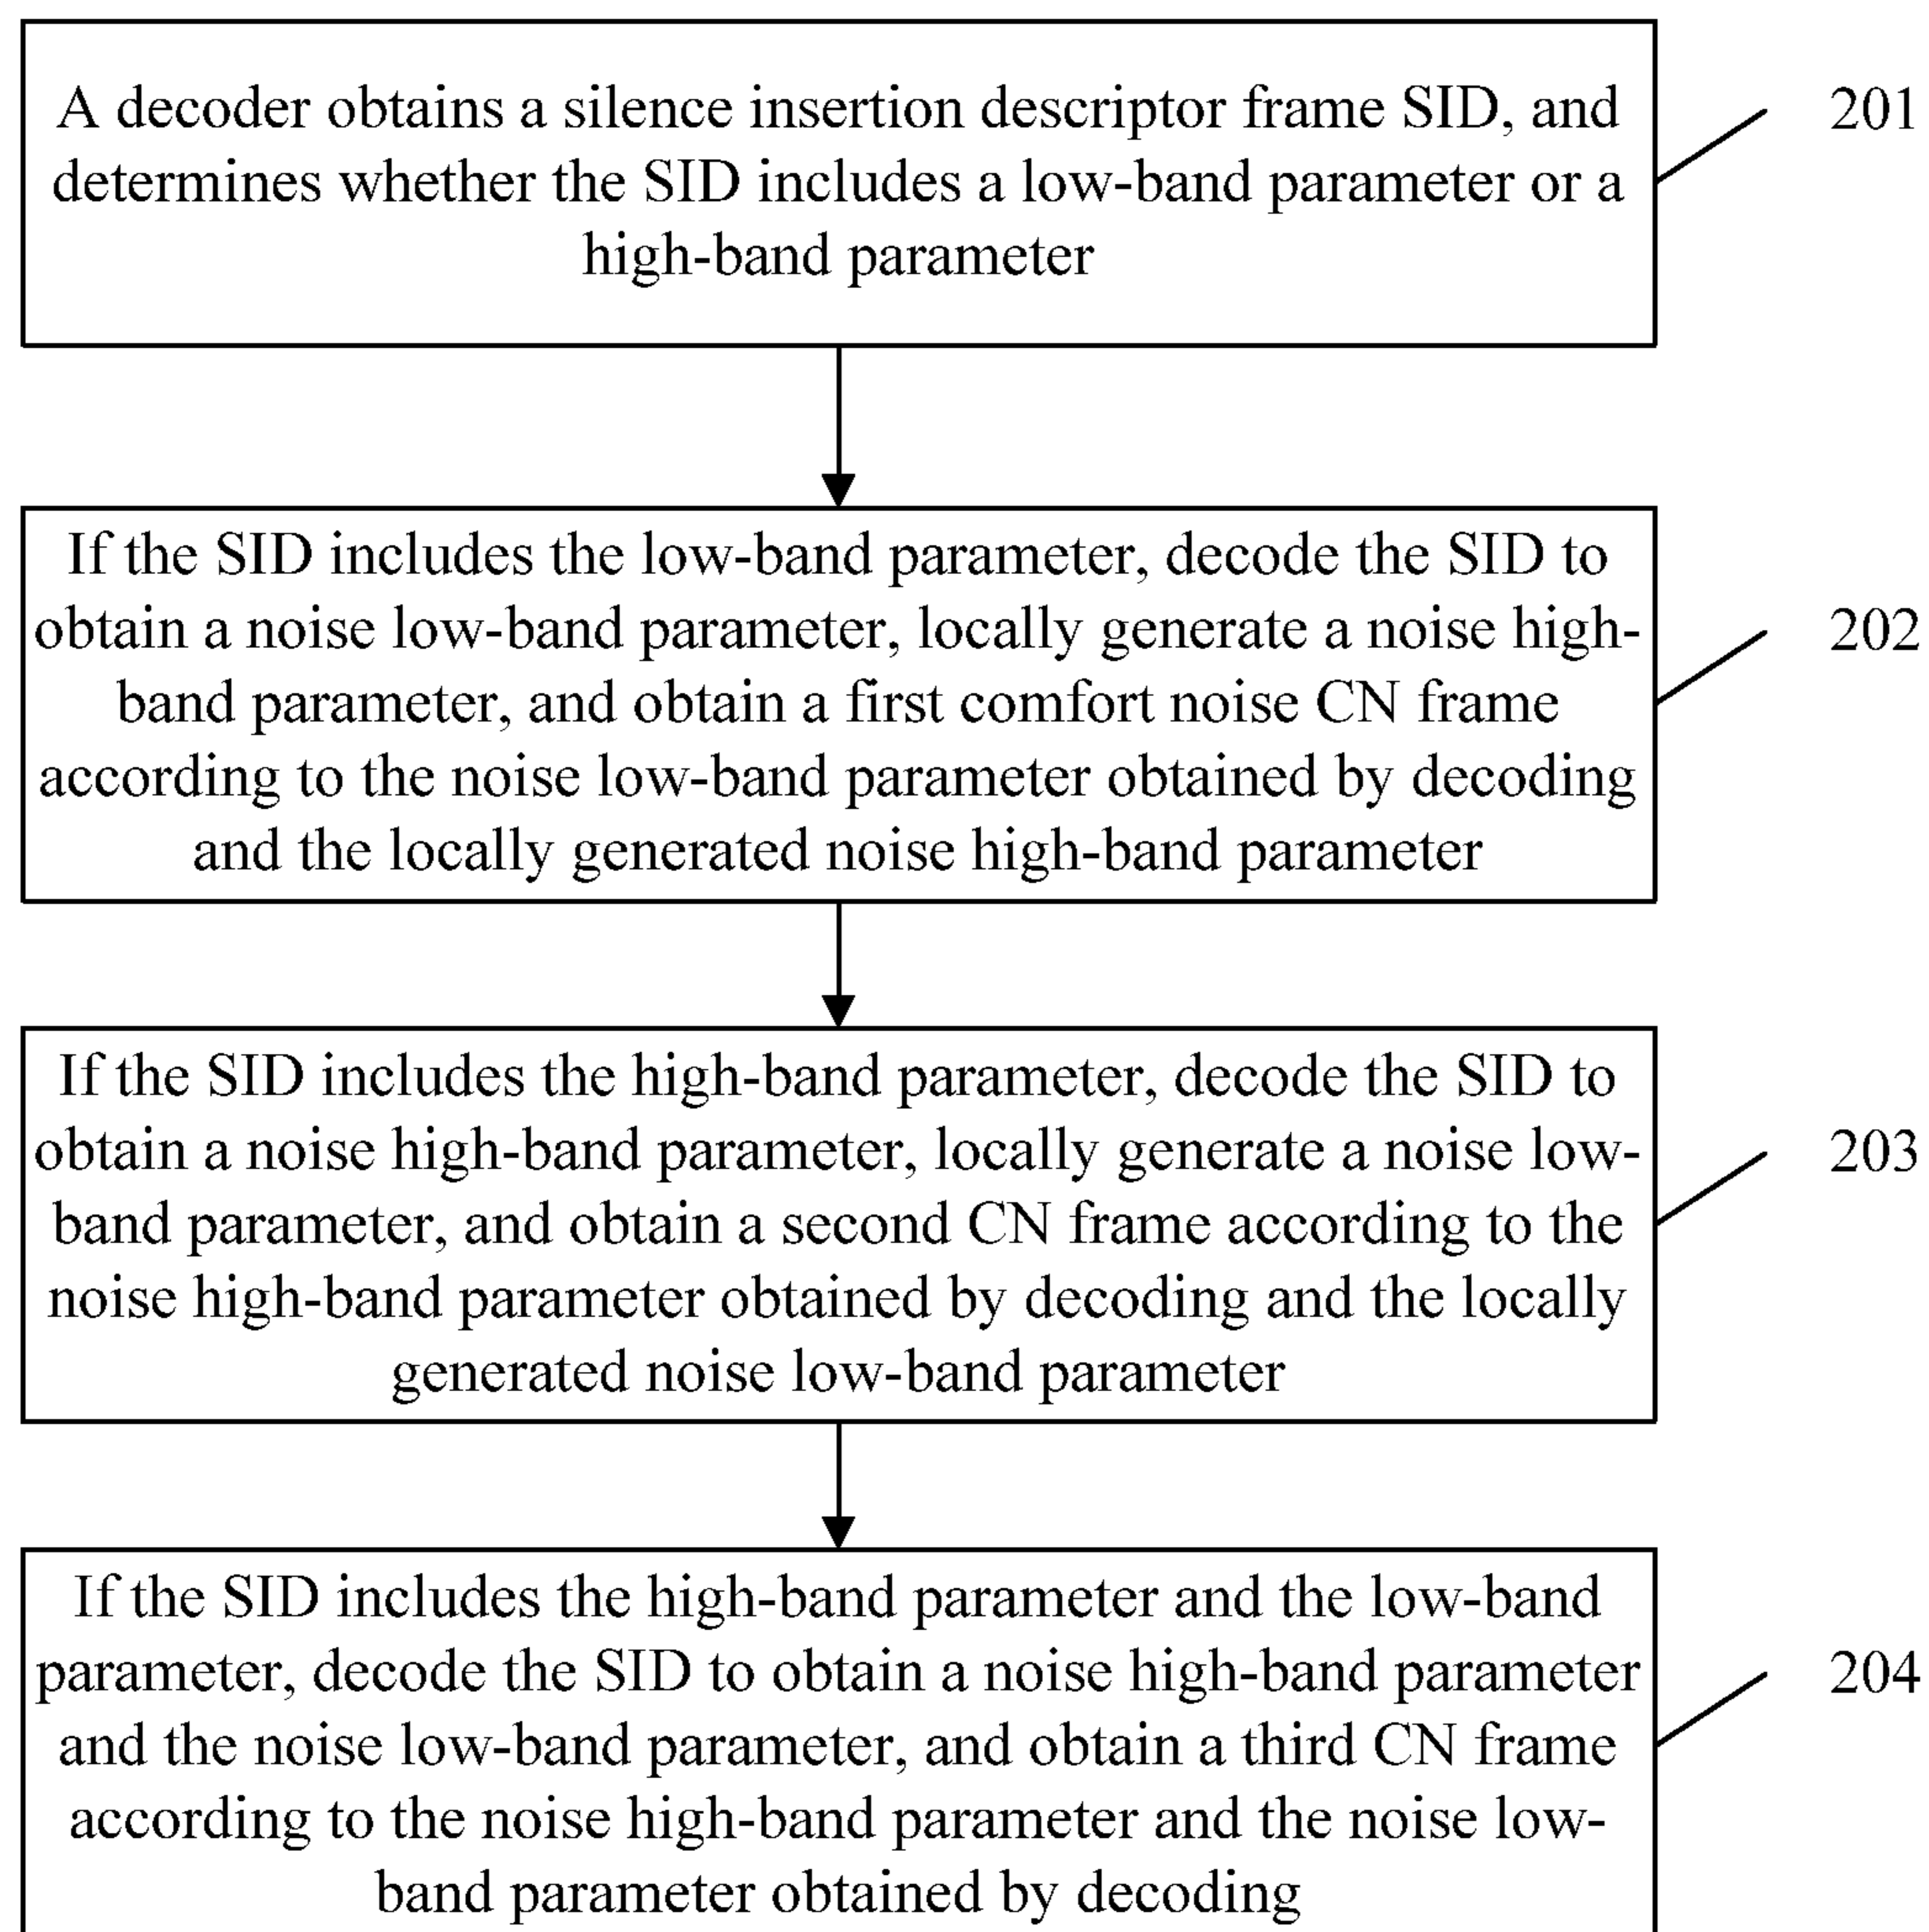 A decoder obtains a silence insertion descriptor frame SID, and
determines whether the SID includes a low-band parameter or a
high-band parameter
201
If the SID includes the low-band parameter, decode the SID to
obtain a noise low-band parameter, locally generate a noise high-
band parameter, and obtain a first comfort noise CN frame
according to the noise low-band parameter obtained by decoding
and the locally generated noise high-band parameter
202
If the SID includes the high-band parameter, decode the SID to
obtain a noise high-band parameter, locally generate a noise low-
band parameter, and obtain a second CN frame according to the
noise high-band parameter obtained by decoding and the locally
generated noise low-band parameter
203
If the SID includes the high-band parameter and the low-band
parameter, decode the SID to obtain a noise high-band parameter
and the noise low-band parameter, and obtain a third CN frame
according to the noise high-band parameter and the noise low-
band parameter obtained by decoding
204